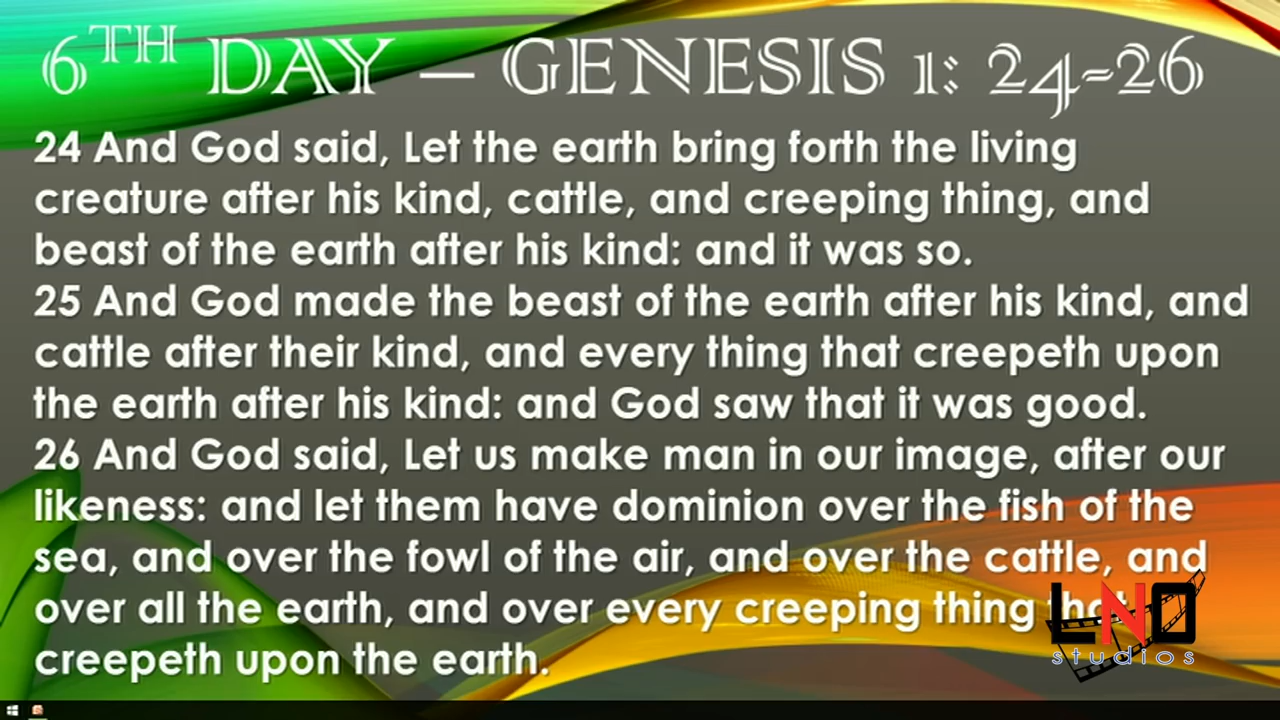 6TH DAY – GENESIS 1: 24-26
24 And God said, Let the earth bring forth the living
creature after his kind, cattle, and creeping thing, and
beast of the earth after his kind: and it was so.
25 And God made the beast of the earth after his kind, and
cattle after their kind, and every thing that creepeth upon
the earth after his kind: and God saw that it was good.
26 And God said, Let us make man in our image, after our
likeness: and let them have dominion over the fish of the
sea, and over the fowl of the air, and over the cattle, and
over all the earth, and over every creeping thing that
creepeth upon the earth.
LNO
studios